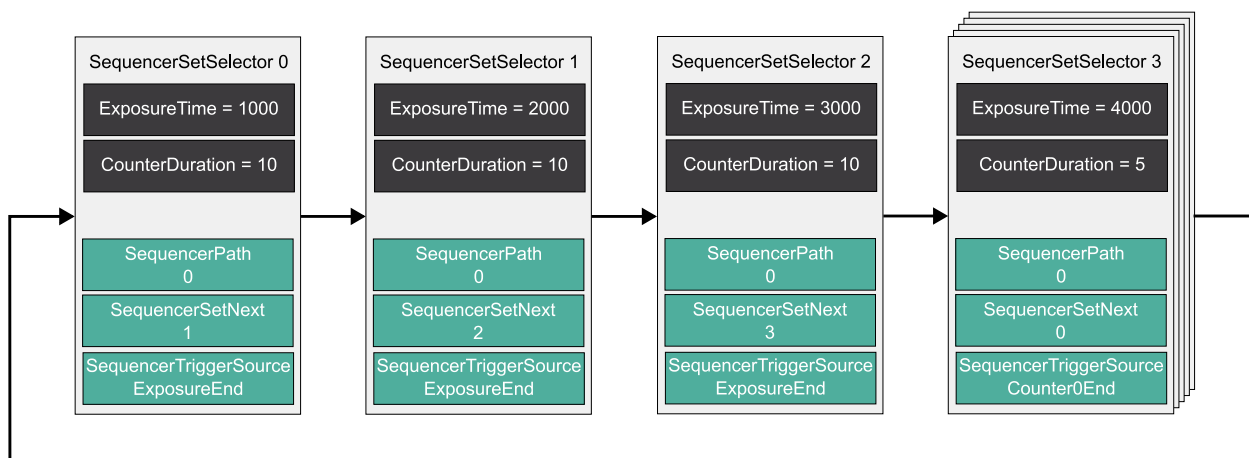 SequencerSetSelector 0
ExposureTime = 1000
CounterDuration = 10
SequencerPath
0
SequencerSetNext
1
SequencerTriggerSource
ExposureEnd
SequencerSetSelector 1
ExposureTime = 2000
CounterDuration = 10
SequencerPath
0
SequencerSetNext
2
SequencerTriggerSource
ExposureEnd
SequencerSetSelector 2
ExposureTime = 3000
CounterDuration = 10
SequencerPath
0
SequencerSetNext
3
SequencerTriggerSource
ExposureEnd
SequencerSetSelector 3
ExposureTime = 4000
CounterDuration = 5
SequencerPath
0
SequencerSetNext
0
SequencerTriggerSource
Counter0End